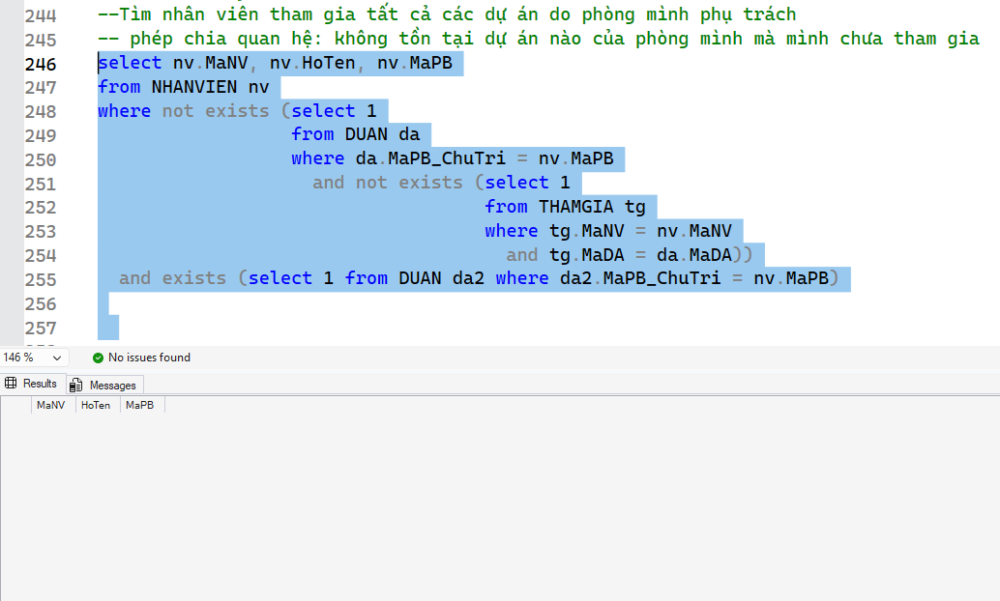 244 --Tìm nhân viên tham gia tất cả các dự án do phòng mình phụ trách
245 -- phép chia quan hệ: không tồn tại dự án nào của phòng mình mà mình chưa tham gia
246 select nv.MaNV, nv.HoTen, nv.MaPB
247 from NHANVIEN nv
248 where not exists (select 1
249 from DUAN da
250 where da.MaPB_ChuTri = nv.MaPB
251 and not exists (select 1
252 from THAMGIA tg
253 where tg.MaNV = nv.MaNV
254 and tg.MaDA = da.MaDA))
255 and exists (select 1 from DUAN da2 where da2.MaPB_ChuTri = nv.MaPB)
256
257
146 % No issues found
Results Messages
MaNV HoTen MaPB